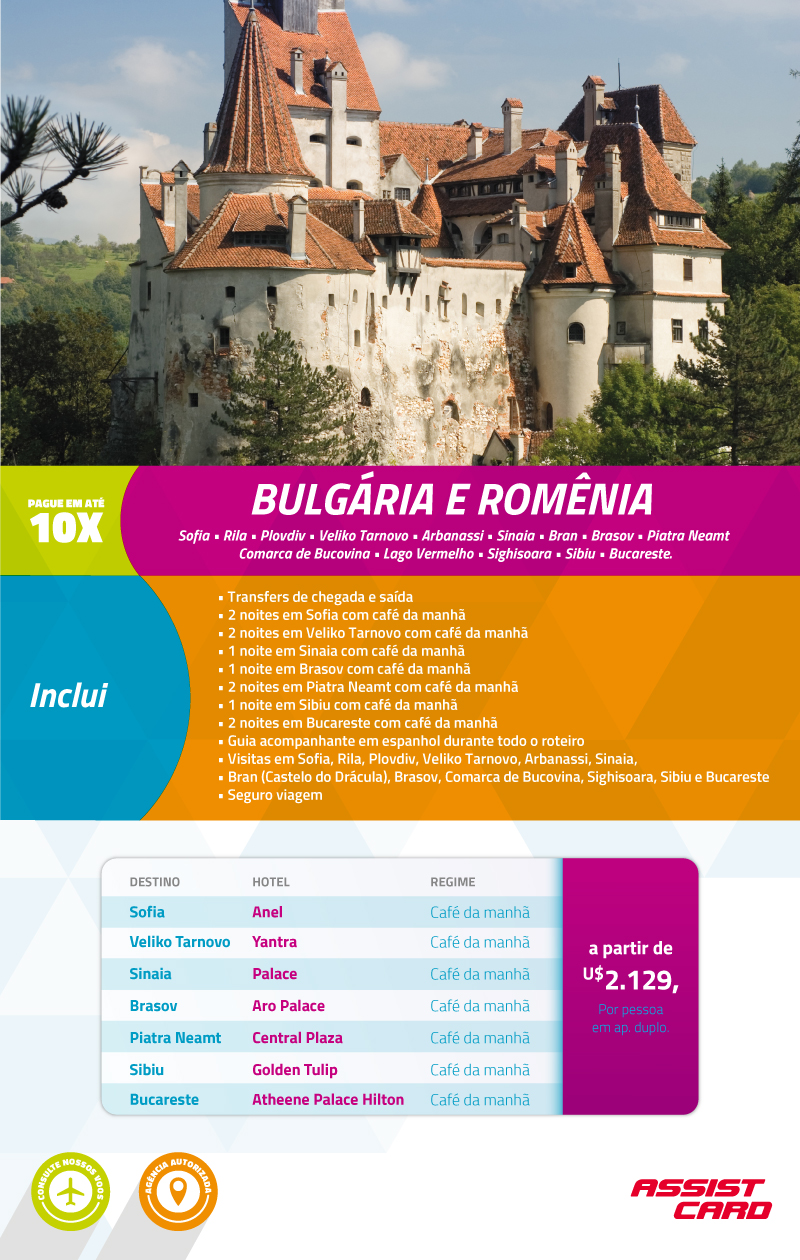 PAGUE EM ATÉ
10X
BULGÁRIA E ROMÊNIA
Sofia • Rila • Plovdiv • Veliko Tarnovo • Arbanassi • Sinaia • Bran • Brasov • Piatra Neamt
Comarca de Bucovina • Lago Vermelho • Sighisoara • Sibiu • Bucareste.
Inclui
• Transfers de chegada e saída
• 2 noites em Sofia com café da manhã
• 2 noites em Veliko Tarnovo com café da manhã
• 1 noite em Sinaia com café da manhã
• 1 noite em Brasov com café da manhã
• 2 noites em Piatra Neamt com café da manhã
• 1 noite em Sibiu com café da manhã
• 2 noites em Bucareste com café da manhã
• Guia acompanhante em espanhol durante todo o roteiro
• Visitas em Sofia, Rila, Plovdiv, Veliko Tarnovo, Arbanassi, Sinaia,
• Bran (Castelo do Drácula), Brasov, Comarca de Bucovina, Sighisoara, Sibiu e Bucareste
• Seguro viagem
DESTINO HOTEL REGIME
Sofia Anel Café da manhã
Veliko Tarnovo Yantra Café da manhã
Sinaia Palace Café da manhã
Brasov Aro Palace Café da manhã
Piatra Neamt Central Plaza Café da manhã
Sibiu Golden Tulip Café da manhã
Bucareste Atheene Palace Hilton Café da manhã
a partir de
U$2.129,
Por pessoa
em ap. duplo.
CONSULTE NOSSOS VOOS
AGÊNCIA AUTORIZADA
ASSIST
CARD